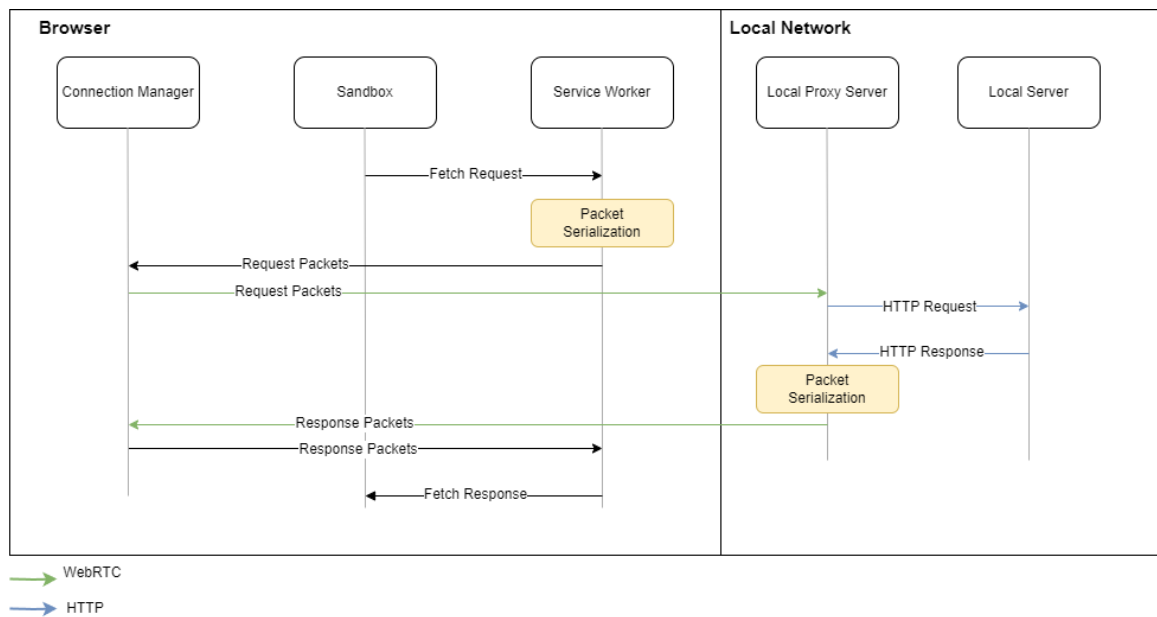 Browser
Local Network
Connection Manager
Sandbox
Service Worker
Local Proxy Server
Local Server
Fetch Request
Packet
Serialization
Request Packets
Request Packets
HTTP Request
HTTP Response
Packet
Serialization
Response Packets
Response Packets
Fetch Response
WebRTC
HTTP